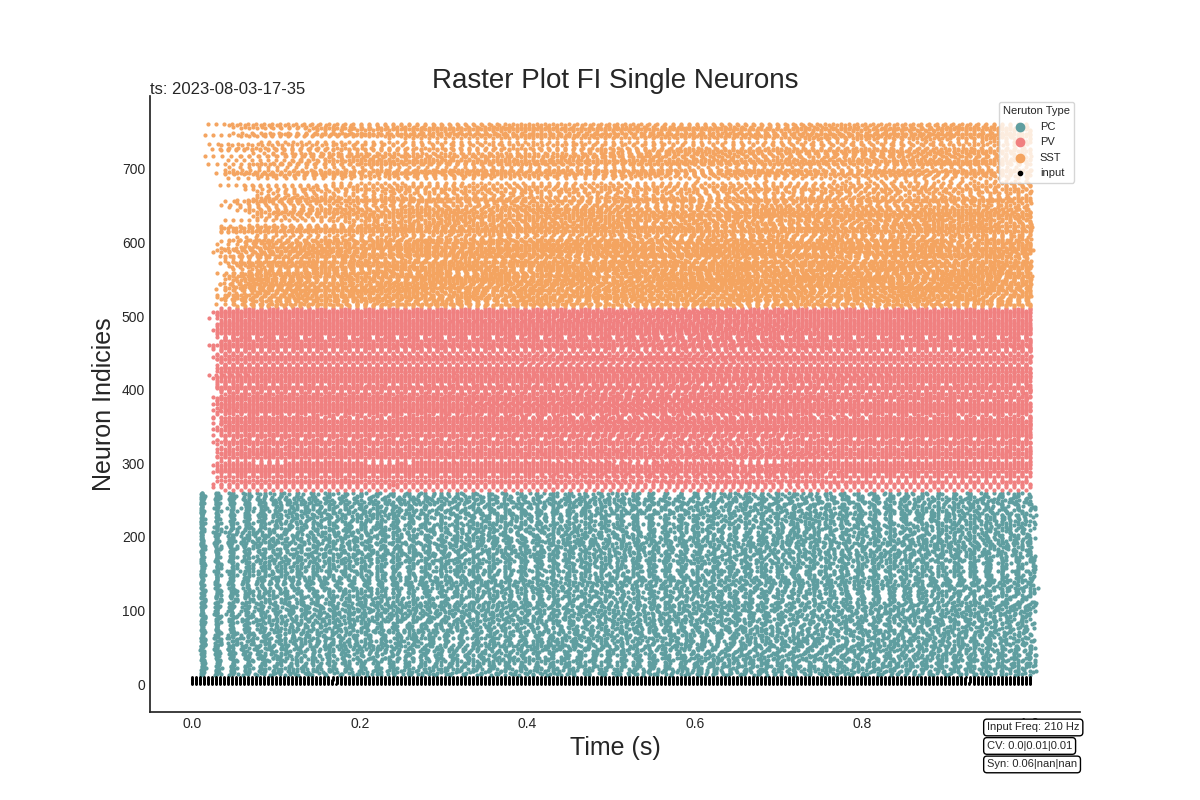 Raster Plot FI Single Neurons
ts: 2023-08-03-17-35
Neruton Type
PC
PV
SST
input
Neuron Indicies
700
600
500
400
300
200
100
0
0.0
0.2
0.4
0.6
0.8
Time (s)
Input Freq: 210 Hz
CV: 0.0|0.01|0.01
Syn: 0.06|nan|nan